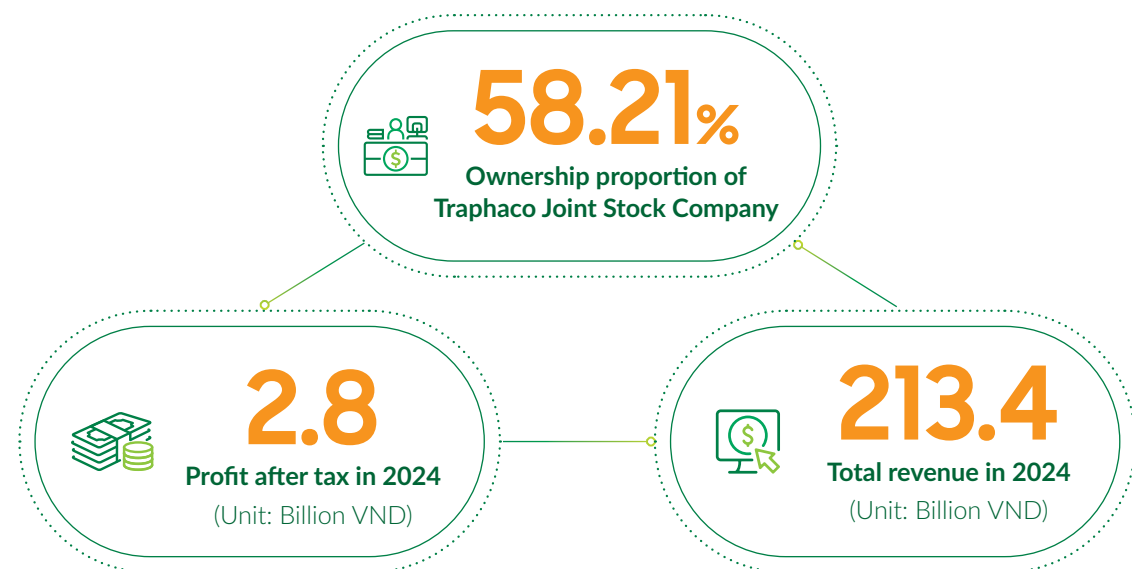 58.21%
Ownership proportion of
Traphaco Joint Stock Company
2.8
Profit after tax in 2024
(Unit: Billion VND)
213.4
Total revenue in 2024
(Unit: Billion VND)